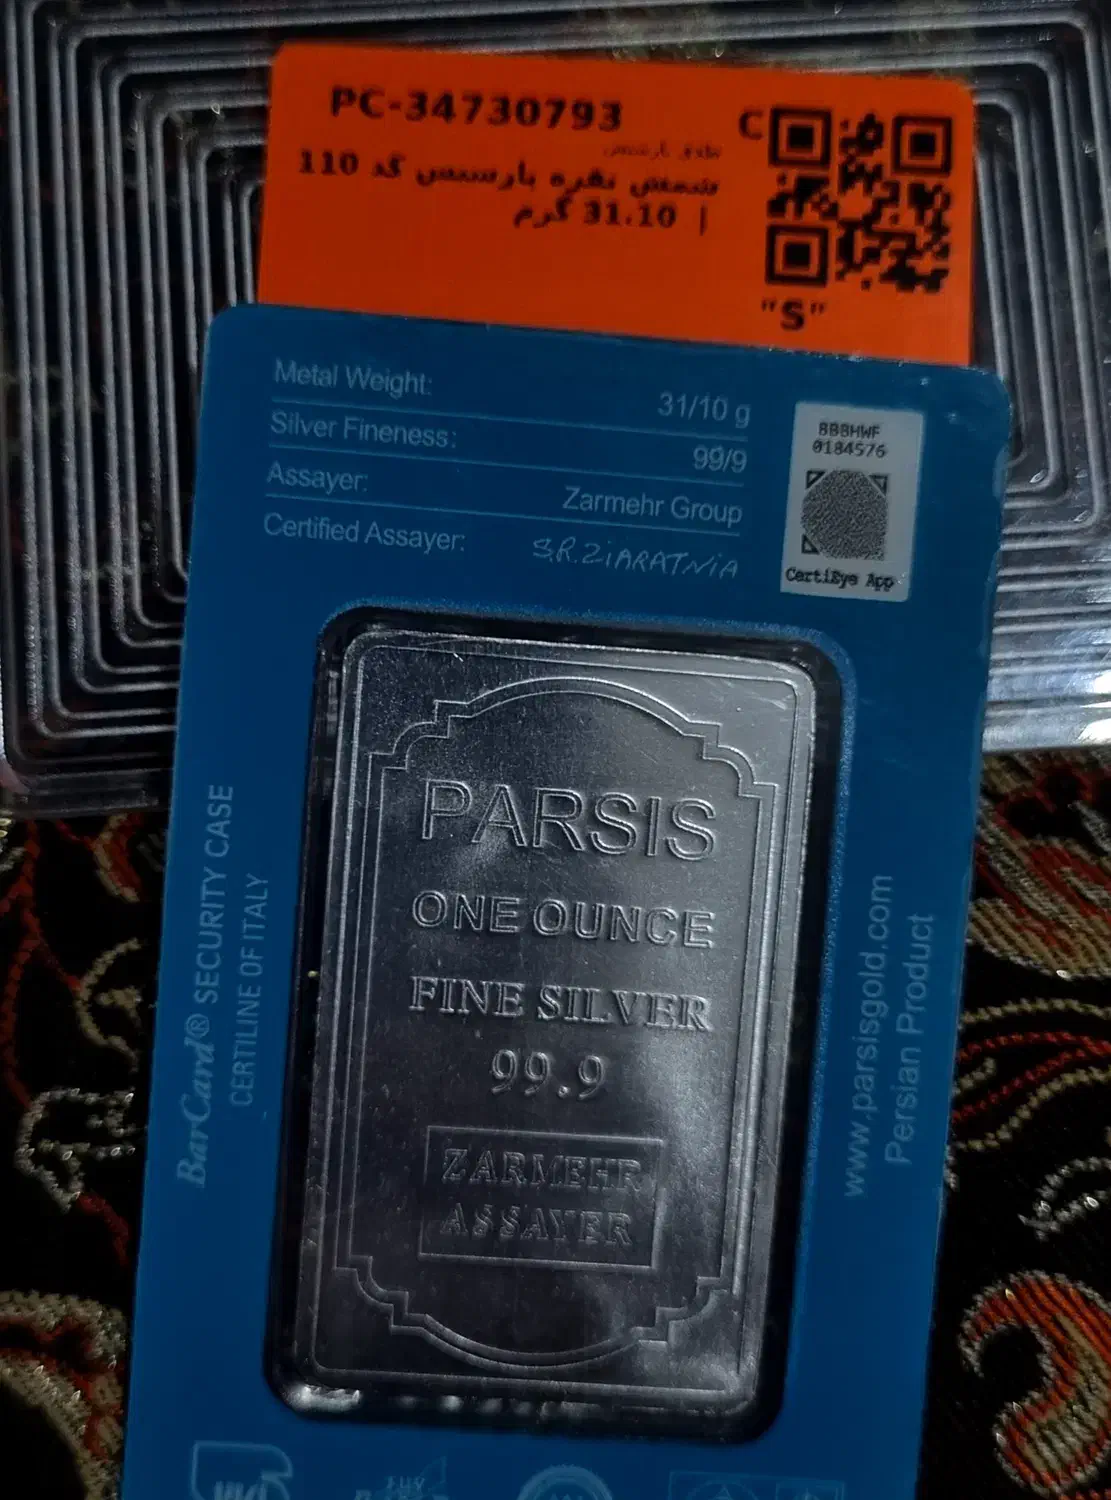 PC-34730793
C
طلای پارسیس
شمش نقره پارسیس کد 110
| 31.10 گرم
"S"
Metal Weight: 31/10 g
Silver Fineness: 99/9
Assayer: Zarmehr Group
Certified Assayer: S.R.ZIARATNIA
BBBHWF
0184576
CertiEye App
PARSIS
ONE OUNCE
FINE SILVER
99.9
ZARMEHR
ASSAYER
BarCard® SECURITY CASE
CERTILINE OF ITALY
www.parsisgold.com
Persian Product